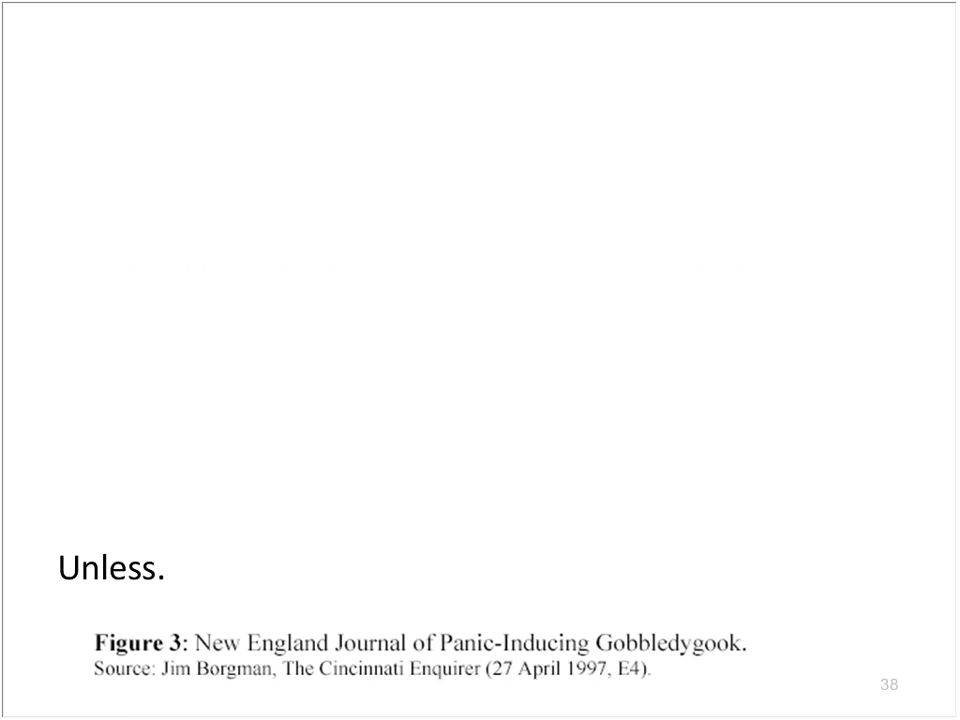 Unless.
Figure 3: New England Journal of Panic-Inducing Gobbledygook.
Source: Jim Borgman, The Cincinnati Enquirer (27 April 1997, E4).
38